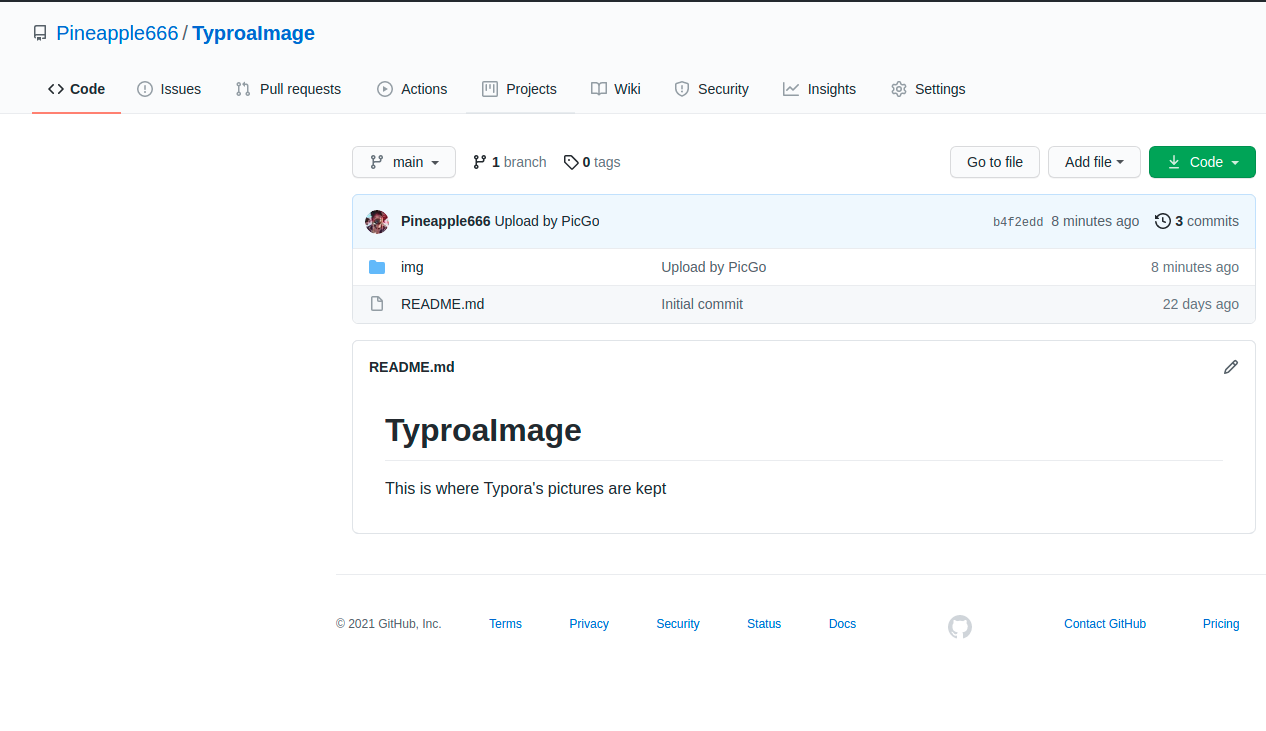 Pineapple666 / TyproaImage
Code Issues Pull requests Actions Projects Wiki Security Insights Settings
main 1 branch 0 tags Go to file Add file Code
Pineapple666 Upload by PicGo b4f2edd 8 minutes ago 3 commits
img Upload by PicGo 8 minutes ago
README.md Initial commit 22 days ago
README.md
TyproaImage
This is where Typora's pictures are kept
© 2021 GitHub, Inc. Terms Privacy Security Status Docs Contact GitHub Pricing